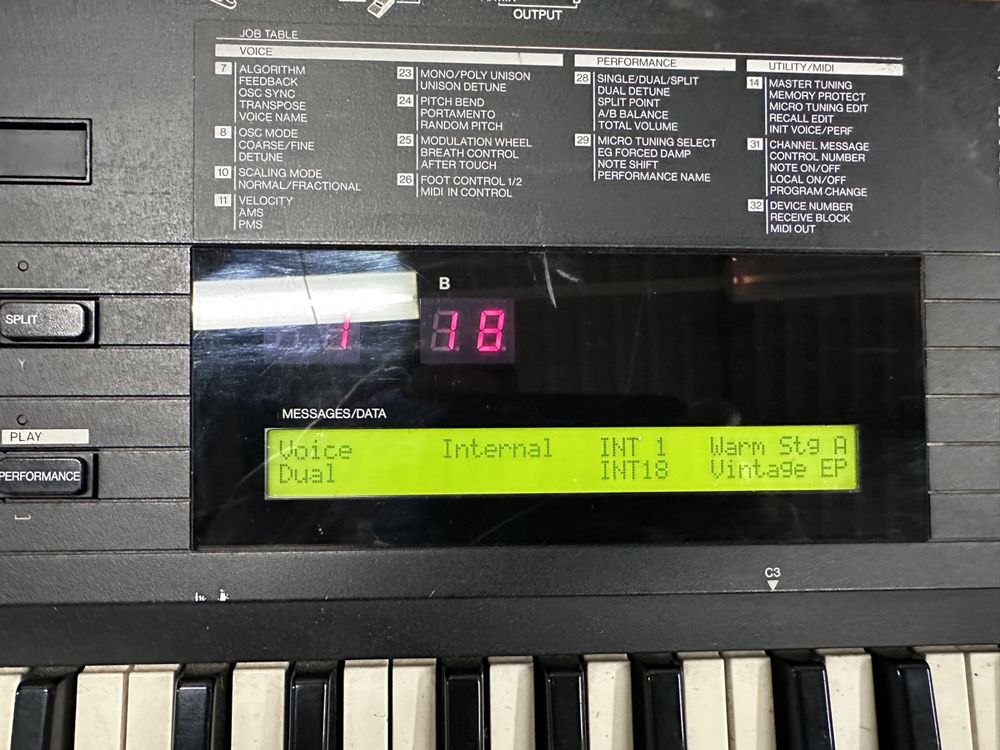 OUTPUT
JOB TABLE
VOICE
7 ALGORITHM
FEEDBACK
OSC SYNC
TRANSPOSE
VOICE NAME
8 OSC MODE
COARSE/FINE
DETUNE
10 SCALING MODE
NORMAL/FRACTIONAL
11 VELOCITY
AMS
PMS
23 MONO/POLY UNISON
UNISON DETUNE
24 PITCH BEND
PORTAMENTO
RANDOM PITCH
25 MODULATION WHEEL
BREATH CONTROL
AFTER TOUCH
26 FOOT CONTROL 1/2
MIDI IN CONTROL
PERFORMANCE
28 SINGLE/DUAL/SPLIT
DUAL DETUNE
SPLIT POINT
A/B BALANCE
TOTAL VOLUME
29 MICRO TUNING SELECT
EG FORCED DAMP
NOTE SHIFT
PERFORMANCE NAME
UTILITY/MIDI
14 MASTER TUNING
MEMORY PROTECT
MICRO TUNING EDIT
RECALL EDIT
INIT VOICE/PERF
31 CHANNEL MESSAGE
CONTROL NUMBER
NOTE ON/OFF
LOCAL ON/OFF
PROGRAM CHANGE
32 DEVICE NUMBER
RECEIVE BLOCK
MIDI OUT
B
SPLIT
1 18
Y
MESSAGES/DATA
PLAY
Voice Internal INT 1 Warm Stg A
Dual INT18 Vintage EP
PERFORMANCE
C3